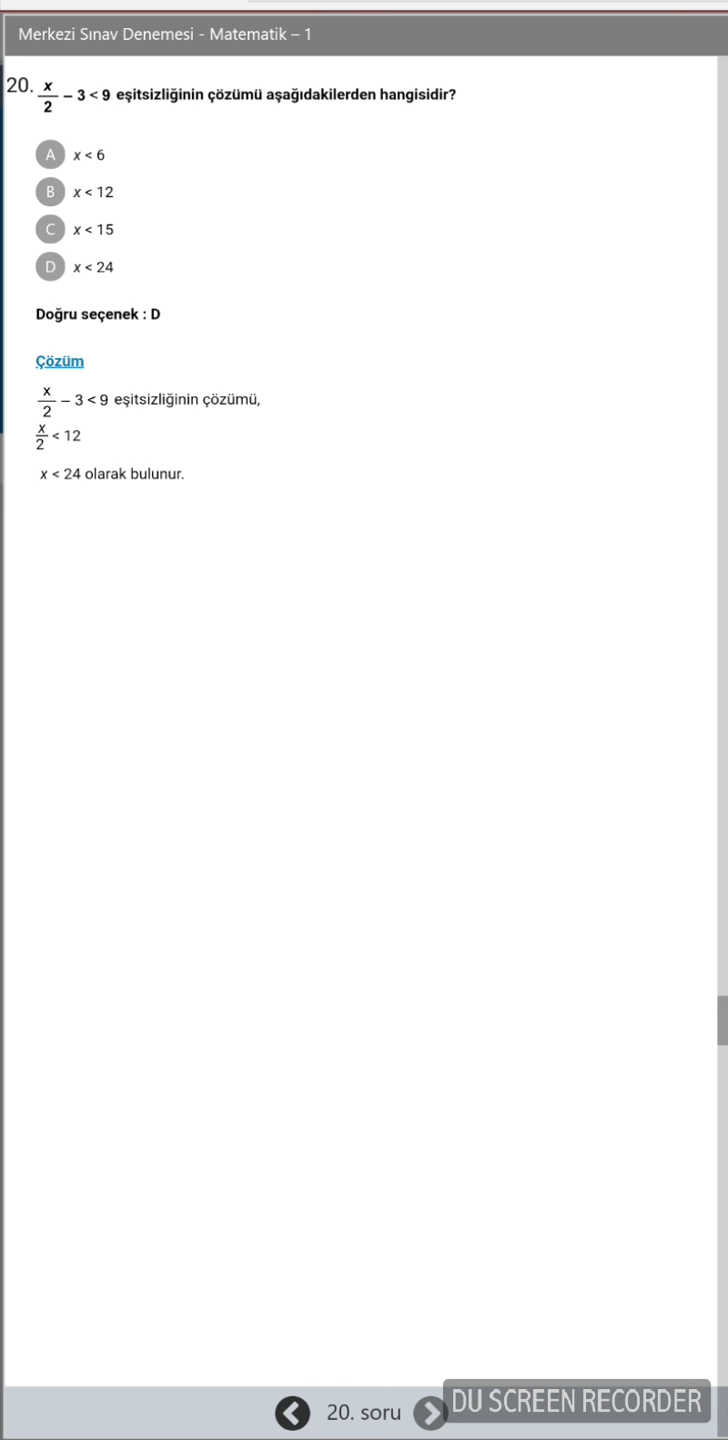 Merkezi Sınav Denemesi - Matematik – 1
20. x/2 – 3 < 9 eşitsizliğinin çözümü aşağıdakilerden hangisidir?
A x < 6
B x < 12
C x < 15
D x < 24
Doğru seçenek : D
Çözüm
x/2 – 3 < 9 eşitsizliğinin çözümü,
x/2 < 12
x < 24 olarak bulunur.
20. soru
DU SCREEN RECORDER